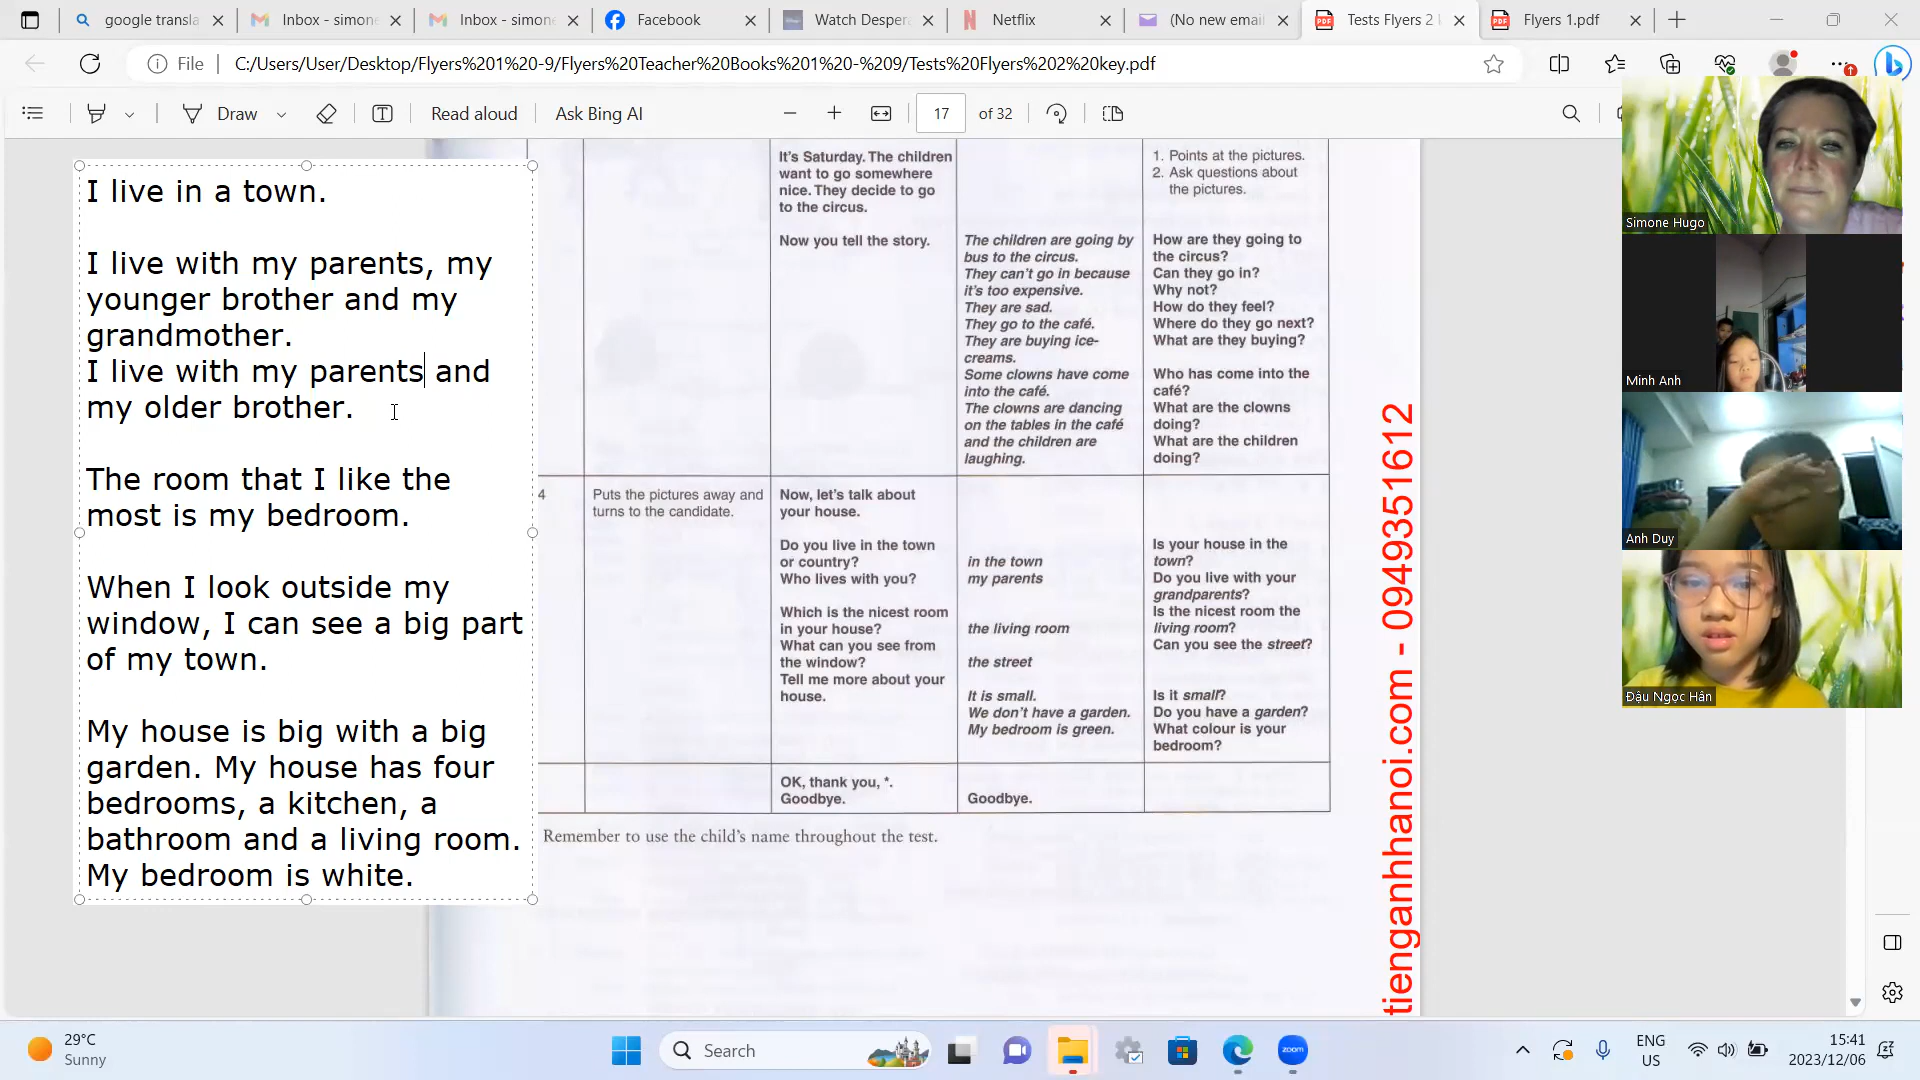 google transla
Inbox - simone
Inbox - simone
Facebook
Watch Despera
Netflix
(No new email
Tests Flyers 2 k
Flyers 1.pdf
File
C:/Users/User/Desktop/Flyers%201%20-9/Flyers%20Teacher%20Books%201%20-%209/Tests%20Flyers%202%20key.pdf
Draw
Read aloud
Ask Bing AI
17
of 32
I live in a town.
I live with my parents, my
younger brother and my
grandmother.
I live with my parents and
my older brother.
The room that I like the
most is my bedroom.
When I look outside my
window, I can see a big part
of my town.
My house is big with a big
garden. My house has four
bedrooms, a kitchen, a
bathroom and a living room.
My bedroom is white.
It's Saturday. The children
want to go somewhere
nice. They decide to go
to the circus.
Now you tell the story.
The children are going by
bus to the circus.
They can't go in because
it's too expensive.
They are sad.
They go to the café.
They are buying ice-
creams.
Some clowns have come
into the café.
The clowns are dancing
on the tables in the café
and the children are
laughing.
1. Points at the pictures.
2. Ask questions about
the pictures.
How are they going to
the circus?
Can they go in?
Why not?
How do they feel?
Where do they go next?
What are they buying?
Who has come into the
café?
What are the clowns
doing?
What are the children
doing?
4
Puts the pictures away and
turns to the candidate.
Now, let's talk about
your house.
Do you live in the town
or country?
Who lives with you?
Which is the nicest room
in your house?
What can you see from
the window?
Tell me more about your
house.
in the town
my parents
the living room
the street
It is small.
We don't have a garden.
My bedroom is green.
Is your house in the
town?
Do you live with your
grandparents?
Is the nicest room the
living room?
Can you see the street?
Is it small?
Do you have a garden?
What colour is your
bedroom?
OK, thank you, *.
Goodbye.
Goodbye.
Remember to use the child's name throughout the test.
tienganhhanoi.com - 0949351612
Simone Hugo
Minh Anh
Anh Duy
Đậu Ngọc Hân
29°C
Sunny
Search
zoom
ENG
US
15:41
2023/12/06